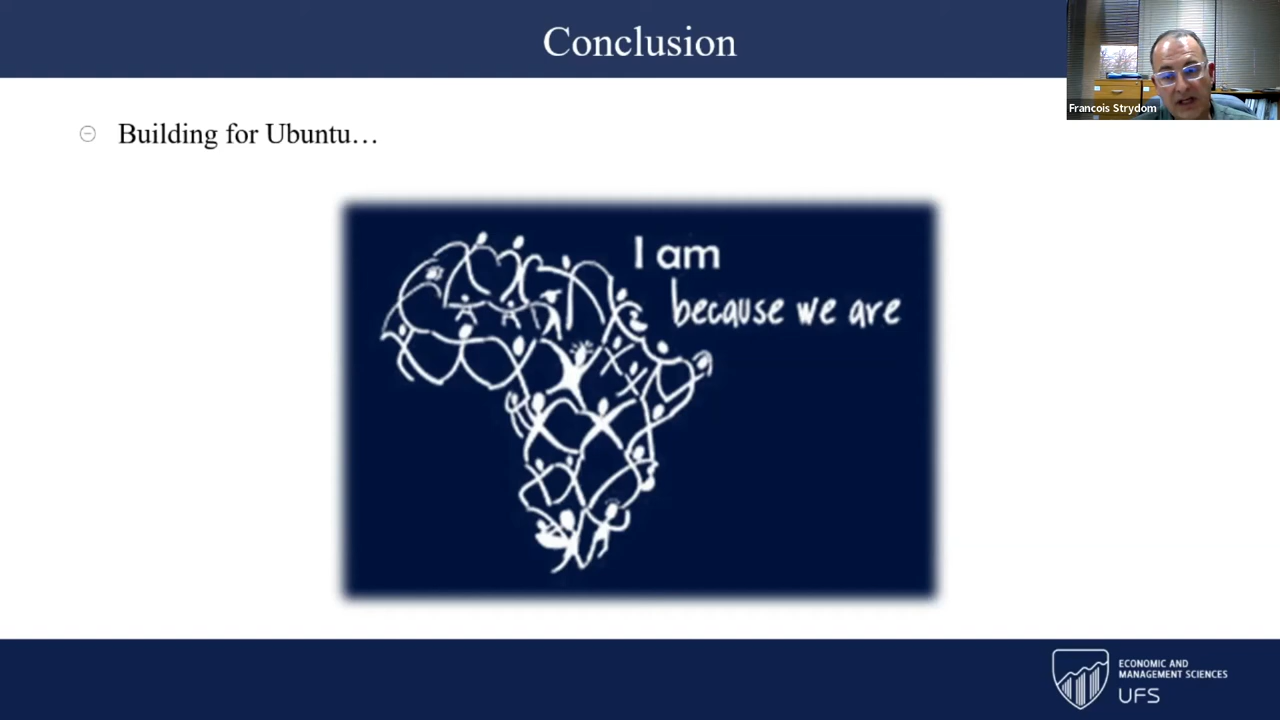 Conclusion
Francois Strydom
Building for Ubuntu…
I am
because we are
ECONOMIC AND
MANAGEMENT SCIENCES
UFS